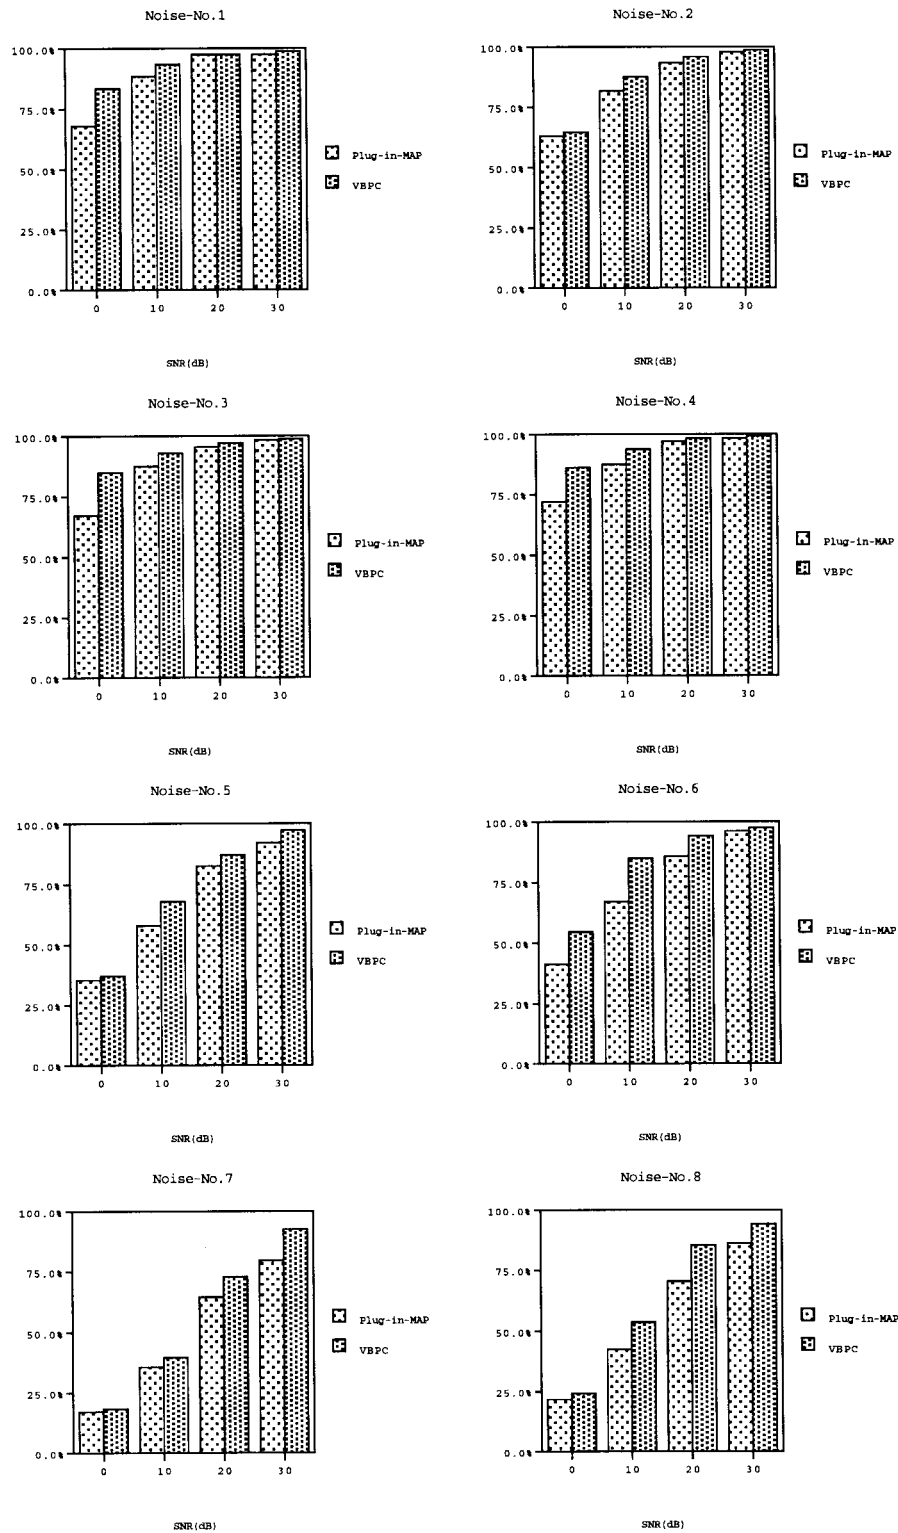 Noise-No.1
100.0%
75.0%
50.0%
25.0%
0.0%
0 10 20 30
SNR(dB)
Plug-in-MAP
VBPC
Noise-No.2
100.0%
75.0%
50.0%
25.0%
0.0%
0 10 20 30
SNR(dB)
Plug-in-MAP
VBPC
Noise-No.3
100.0%
75.0%
50.0%
25.0%
0.0%
0 10 20 30
SNR(dB)
Plug-in-MAP
VBPC
Noise-No.4
100.0%
75.0%
50.0%
25.0%
0.0%
0 10 20 30
SNR(dB)
Plug-in-MAP
VBPC
Noise-No.5
100.0%
75.0%
50.0%
25.0%
0.0%
0 10 20 30
SNR(dB)
Plug-in-MAP
VBPC
Noise-No.6
100.0%
75.0%
50.0%
25.0%
0.0%
0 10 20 30
SNR(dB)
Plug-in-MAP
VBPC
Noise-No.7
100.0%
75.0%
50.0%
25.0%
0.0%
0 10 20 30
SNR(dB)
Plug-in-MAP
VBPC
Noise-No.8
100.0%
75.0%
50.0%
25.0%
0.0%
0 10 20 30
SNR(dB)
Plug-in-MAP
VBPC